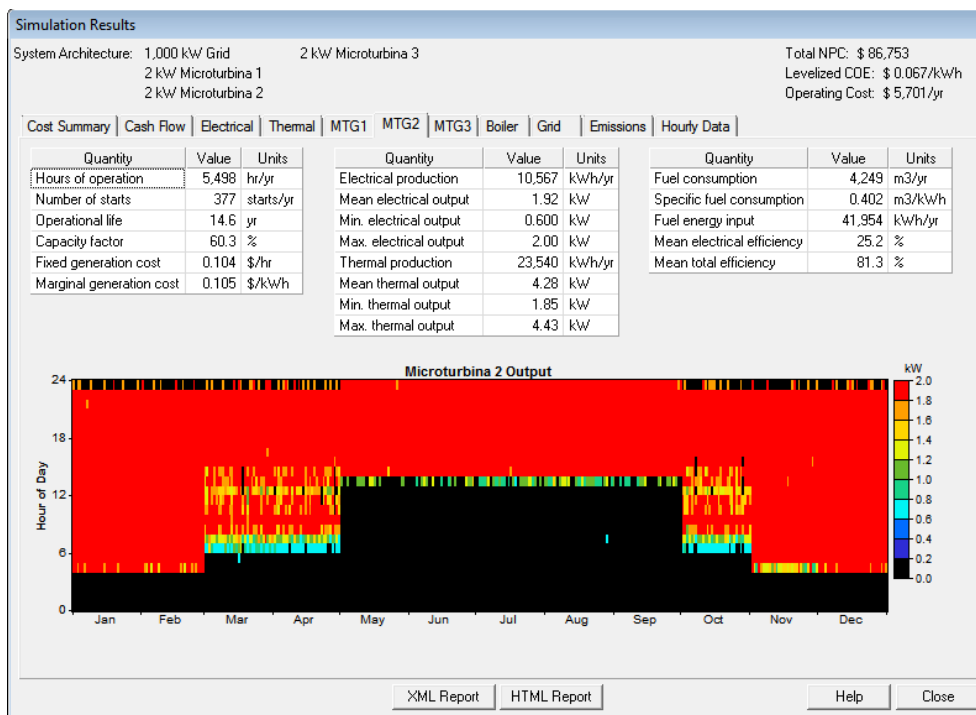 Simulation Results
System Architecture: 1,000 kW Grid 2 kW Microturbina 3
2 kW Microturbina 1
2 kW Microturbina 2
Total NPC: $ 86,753
Levelized COE: $ 0.067/kWh
Operating Cost: $ 5,701/yr
Cost Summary Cash Flow Electrical Thermal MTG1 MTG2 MTG3 Boiler Grid Emissions Hourly Data
Quantity Value Units
Hours of operation 5,498 hr/yr
Number of starts 377 starts/yr
Operational life 14.6 yr
Capacity factor 60.3 %
Fixed generation cost 0.104 $/hr
Marginal generation cost 0.105 $/kWh
Quantity Value Units
Electrical production 10,567 kWh/yr
Mean electrical output 1.92 kW
Min. electrical output 0.600 kW
Max. electrical output 2.00 kW
Thermal production 23,540 kWh/yr
Mean thermal output 4.28 kW
Min. thermal output 1.85 kW
Max. thermal output 4.43 kW
Quantity Value Units
Fuel consumption 4,249 m3/yr
Specific fuel consumption 0.402 m3/kWh
Fuel energy input 41,954 kWh/yr
Mean electrical efficiency 25.2 %
Mean total efficiency 81.3 %
Microturbina 2 Output
24
18
12
6
0
Hour of Day
Jan Feb Mar Apr May Jun Jul Aug Sep Oct Nov Dec
kW
2.0
1.8
1.6
1.4
1.2
1.0
0.8
0.6
0.4
0.2
0.0
XML Report HTML Report Help Close